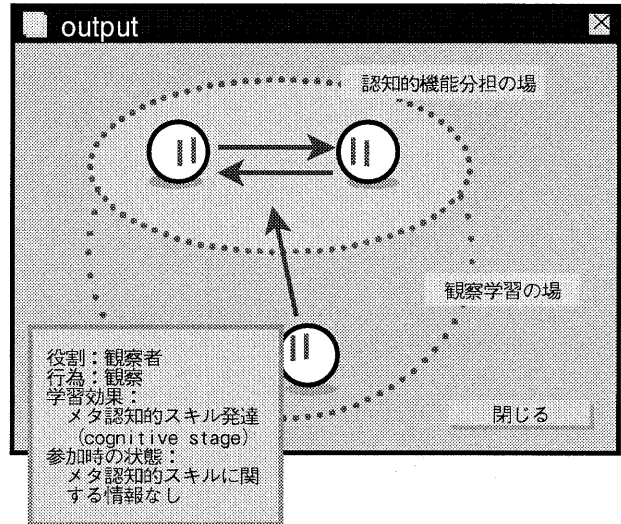 output
認知的機能分担の場
観察学習の場
役割：観察者
行為：観察
学習効果：
メタ認知的スキル発達
(cognitive stage)
参加時の状態：
メタ認知的スキルに関
する情報なし
閉じる